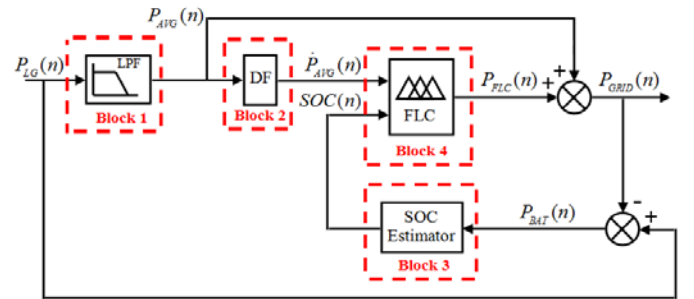 P_AVG(n)
P_LG(n)
LPF
Block 1
DF
Block 2
Ṗ_AVG(n)
SOC(n)
FLC
Block 4
P_FLC(n)
+
+
P_GRID(n)
-
+
P_BAT(n)
SOC
Estimator
Block 3